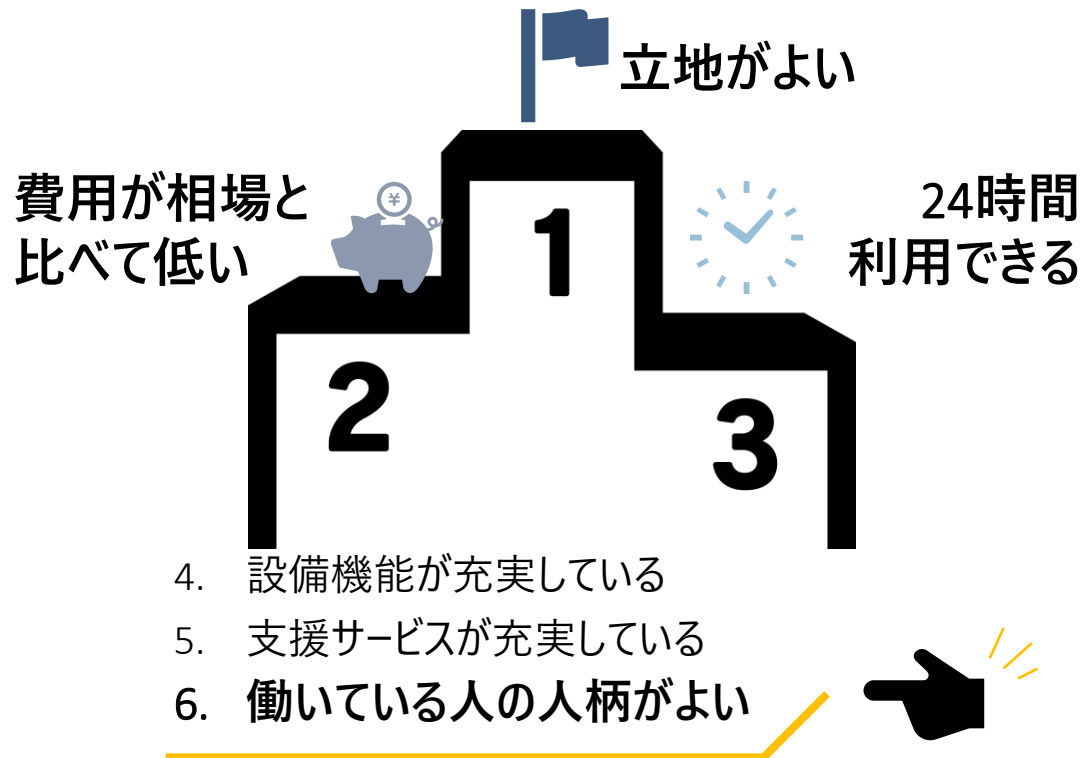 立地がよい
費用が相場と
比べて低い
¥
24時間
利用できる
1
2
3
4. 設備機能が充実している
5. 支援サービスが充実している
6. 働いている人の人柄がよい